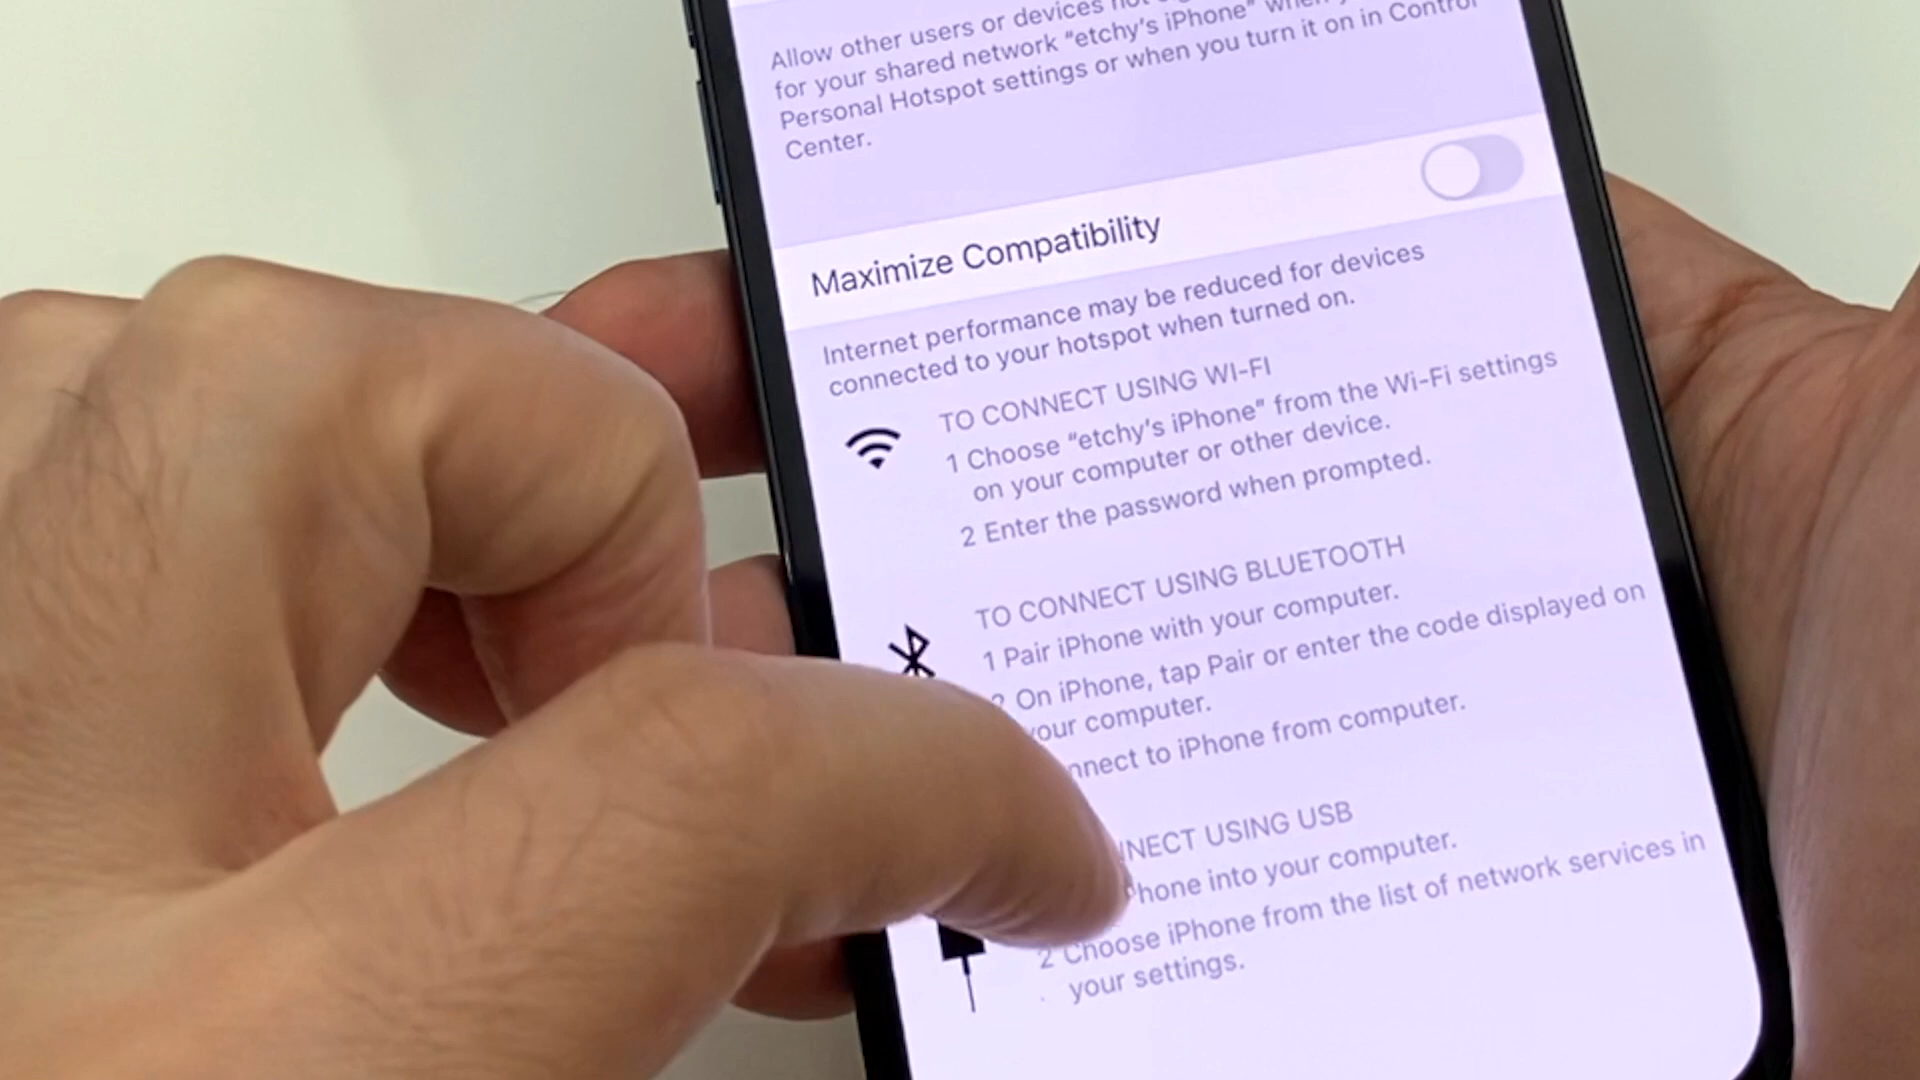 Allow other users or devices not
for your shared network “etchy’s iPhone” when
Personal Hotspot settings or when you turn it on in Control
Center.
Maximize Compatibility
Internet performance may be reduced for devices
connected to your hotspot when turned on.
TO CONNECT USING WI-FI
1 Choose “etchy’s iPhone” from the Wi-Fi settings
on your computer or other device.
2 Enter the password when prompted.
TO CONNECT USING BLUETOOTH
1 Pair iPhone with your computer.
2 On iPhone, tap Pair or enter the code displayed on
your computer.
nnect to iPhone from computer.
NNECT USING USB
Phone into your computer.
2 Choose iPhone from the list of network services in
your settings.